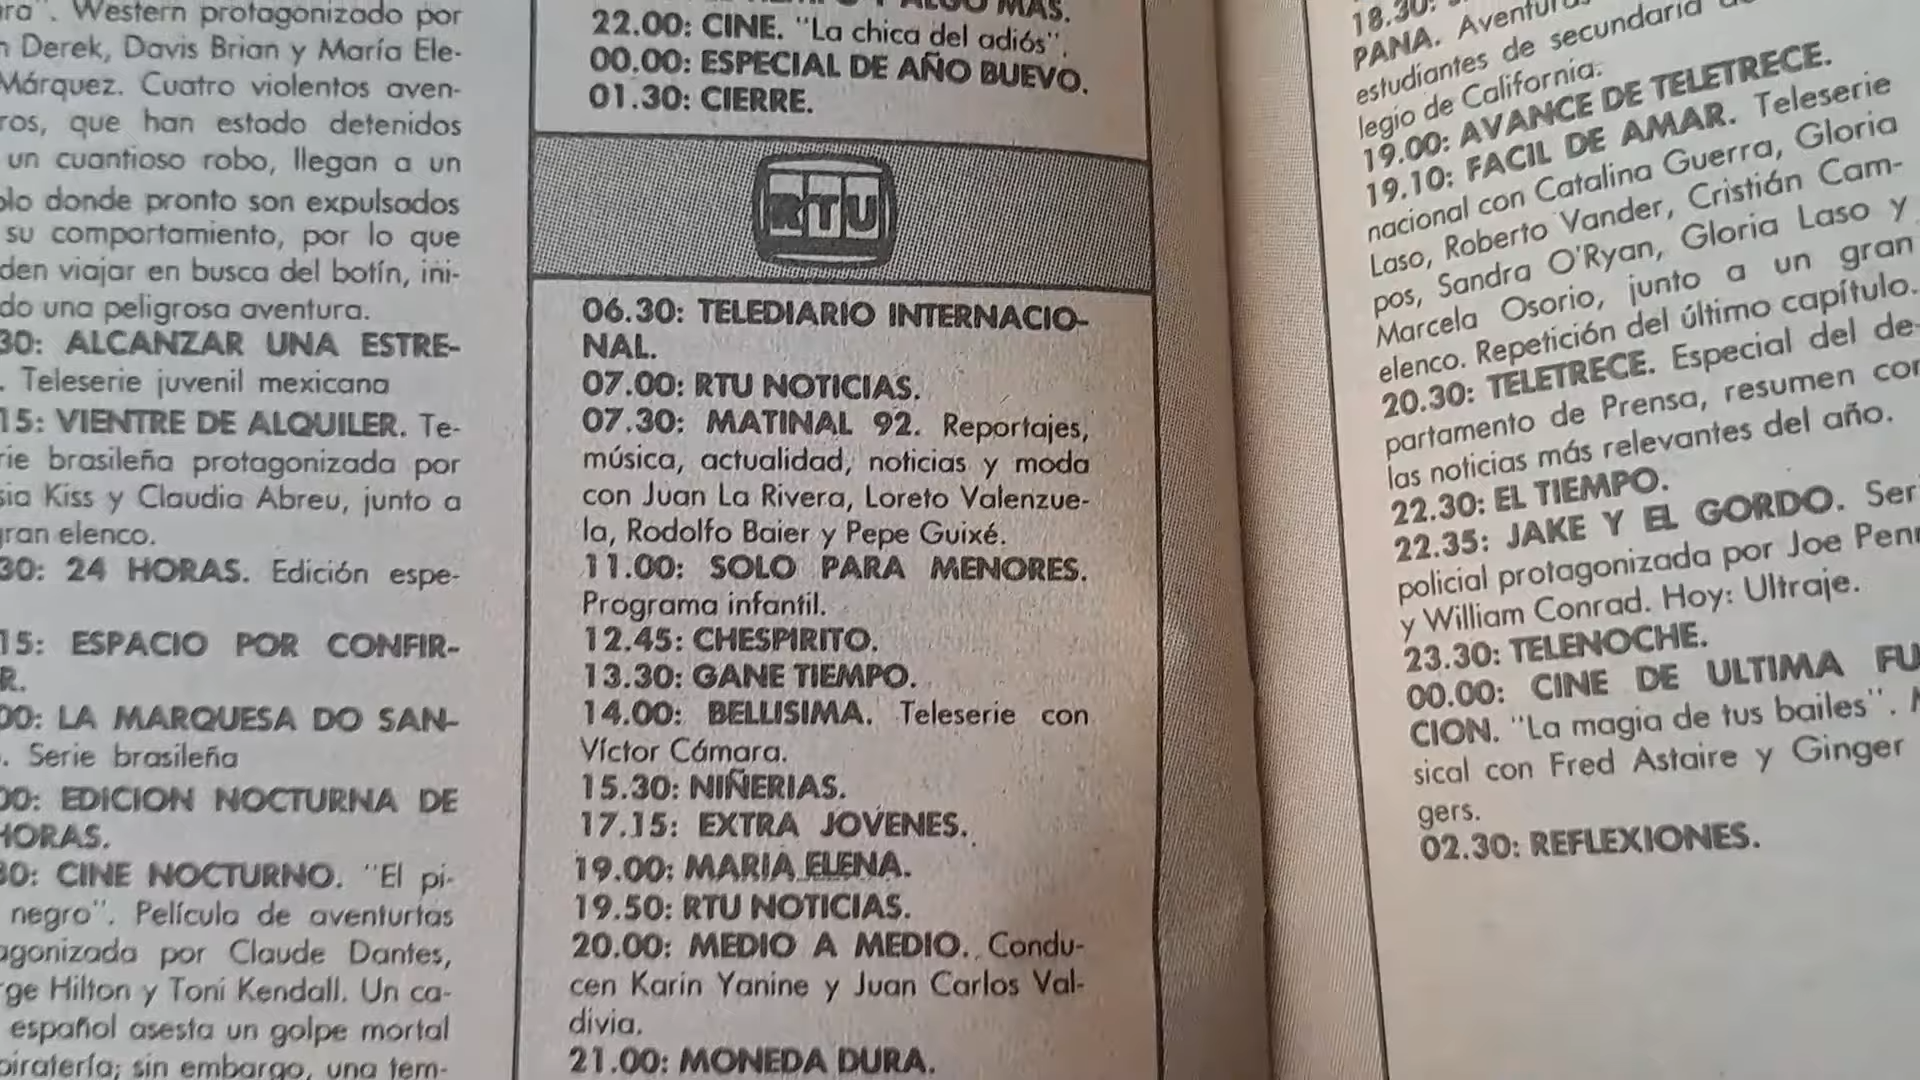 ra". Western protagonizado por
Derek, Davis Brian y María Ele-
Márquez. Cuatro violentos aven-
ros, que han estado detenidos
un cuantioso robo, llegan a un
blo donde pronto son expulsados
su comportamiento, por lo que
den viajar en busca del botín, ini-
do una peligrosa aventura.
30: ALCANZAR UNA ESTRE-
. Teleserie juvenil mexicana
15: VIENTRE DE ALQUILER. Te-
rie brasileña protagonizada por
sia Kiss y Claudia Abreu, junto a
gran elenco.
30: 24 HORAS. Edición espe-
15: ESPACIO POR CONFIR-
R.
00: LA MARQUESA DO SAN-
. Serie brasileña
00: EDICION NOCTURNA DE
HORAS.
30: CINE NOCTURNO. "El pi-
negro". Película de aventurtas
agonizada por Claude Dantes,
rge Hilton y Toni Kendall. Un ca-
español asesta un golpe mortal
piratería; sin embargo, una tem-
Y ALGO MAS.
22.00: CINE. "La chica del adiós".
00.00: ESPECIAL DE AÑO BUEVO.
01.30: CIERRE.
RTU
06.30: TELEDIARIO INTERNACIO-
NAL.
07.00: RTU NOTICIAS.
07.30: MATINAL 92. Reportajes,
música, actualidad, noticias y moda
con Juan La Rivera, Loreto Valenzue-
la, Rodolfo Baier y Pepe Guixé.
11.00: SOLO PARA MENORES.
Programa infantil.
12.45: CHESPIRITO.
13.30: GANE TIEMPO.
14.00: BELLISIMA. Teleserie con
Víctor Cámara.
15.30: NIÑERIAS.
17.15: EXTRA JOVENES.
19.00: MARIA ELENA.
19.50: RTU NOTICIAS.
20.00: MEDIO A MEDIO. Condu-
cen Karin Yanine y Juan Carlos Val-
divia.
21.00: MONEDA DURA.
18.30:
PANA. Aventuras
estudiantes de secundaria
legio de California.
19.00: AVANCE DE TELETRECE.
19.10: FACIL DE AMAR. Teleserie
nacional con Catalina Guerra, Gloria
Laso, Roberto Vander, Cristián Cam-
pos, Sandra O'Ryan, Gloria Laso y
Marcela Osorio, junto a un gran
elenco. Repetición del último capítulo.
20.30: TELETRECE. Especial del de-
partamento de Prensa, resumen con
las noticias más relevantes del año.
22.30: EL TIEMPO.
22.35: JAKE Y EL GORDO. Seri
policial protagonizada por Joe Penn
y William Conrad. Hoy: Ultraje.
23.30: TELENOCHE.
00.00: CINE DE ULTIMA FU
CION. "La magia de tus bailes". M
sical con Fred Astaire y Ginger
gers.
02.30: REFLEXIONES.